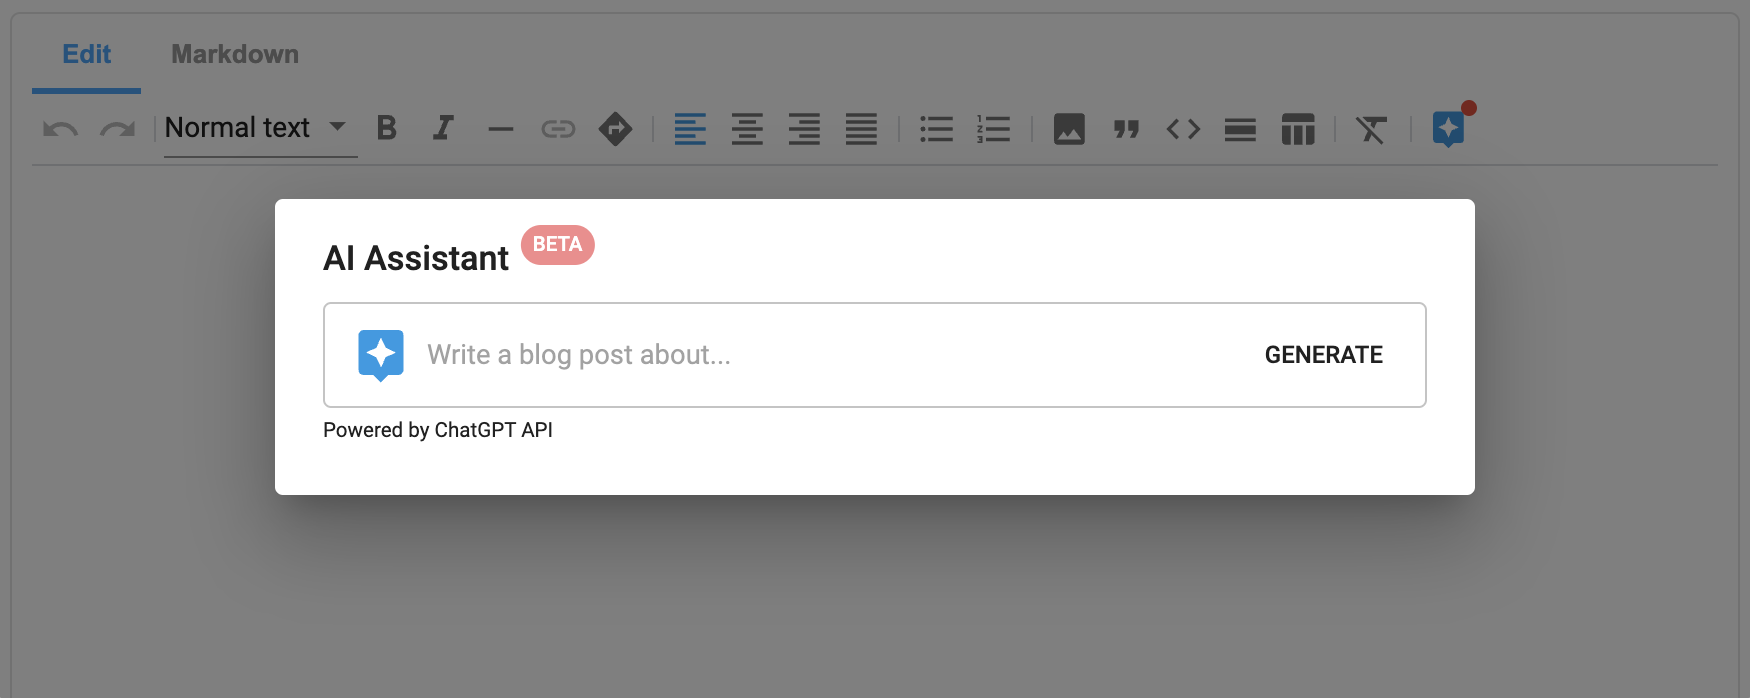 Edit Markdown
Normal text
AI Assistant BETA
Write a blog post about...
GENERATE
Powered by ChatGPT API